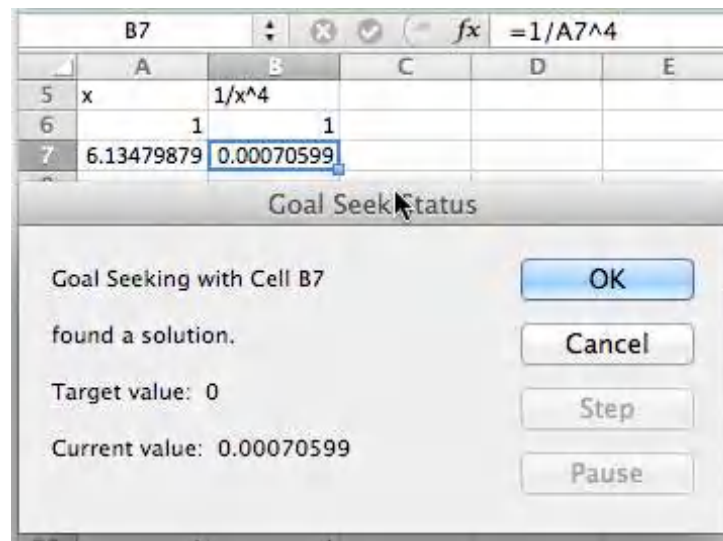 B7 fx =1/A7^4
A B C D E
5 x 1/x^4
6 1 1
7 6.13479879 0.00070599
Goal Seek Status
Goal Seeking with Cell B7
OK
found a solution.
Cancel
Target value: 0
Step
Current value: 0.00070599
Pause